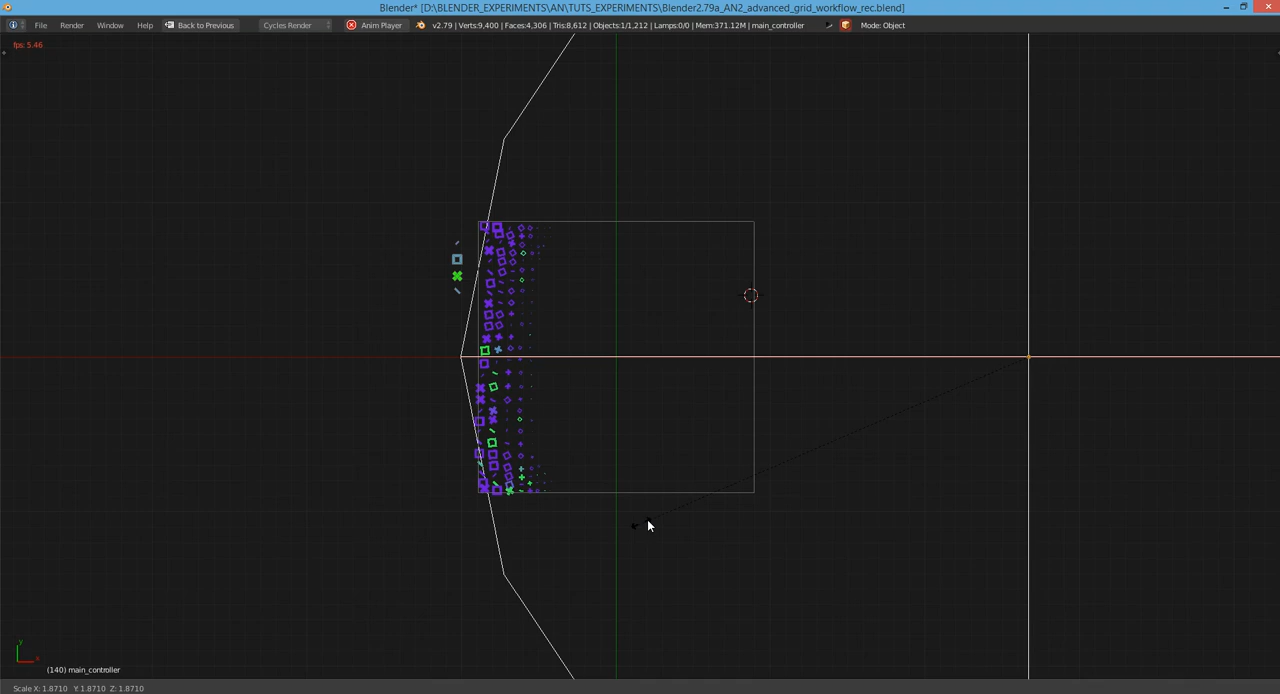 Blender* [D:\BLENDER_EXPERIMENTS\AN\TUTS_EXPERIMENTS\Blender2.79a_AN2_advanced_grid_workflow_rec.blend]
File Render Window Help Back to Previous Cycles Render Anim Player v2.79 | Verts:9,400 | Faces:4,306 | Tris:8,612 | Objects:1/1,212 | Lamps:0/0 | Mem:371.12M | main_controller Mode: Object
fps: 5.46
y
x
(140) main_controller
Scale X: 1.8710 Y: 1.8710 Z: 1.8710